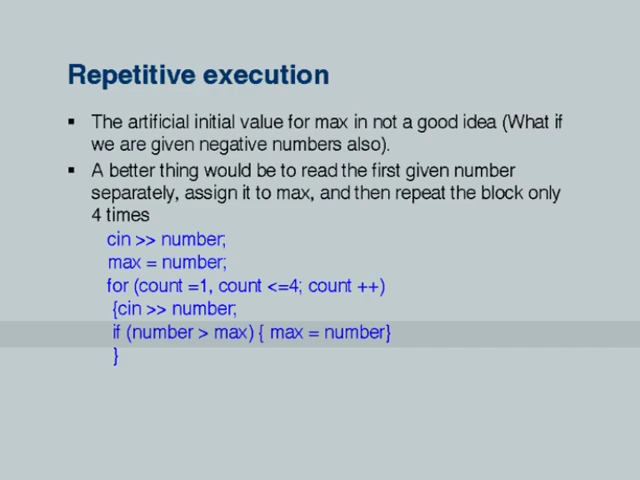 Repetitive execution
▪ The artificial initial value for max in not a good idea (What if
we are given negative numbers also).
▪ A better thing would be to read the first given number
separately, assign it to max, and then repeat the block only
4 times
cin >> number;
max = number;
for (count =1, count <=4; count ++)
{cin >> number;
if (number > max) { max = number}
}